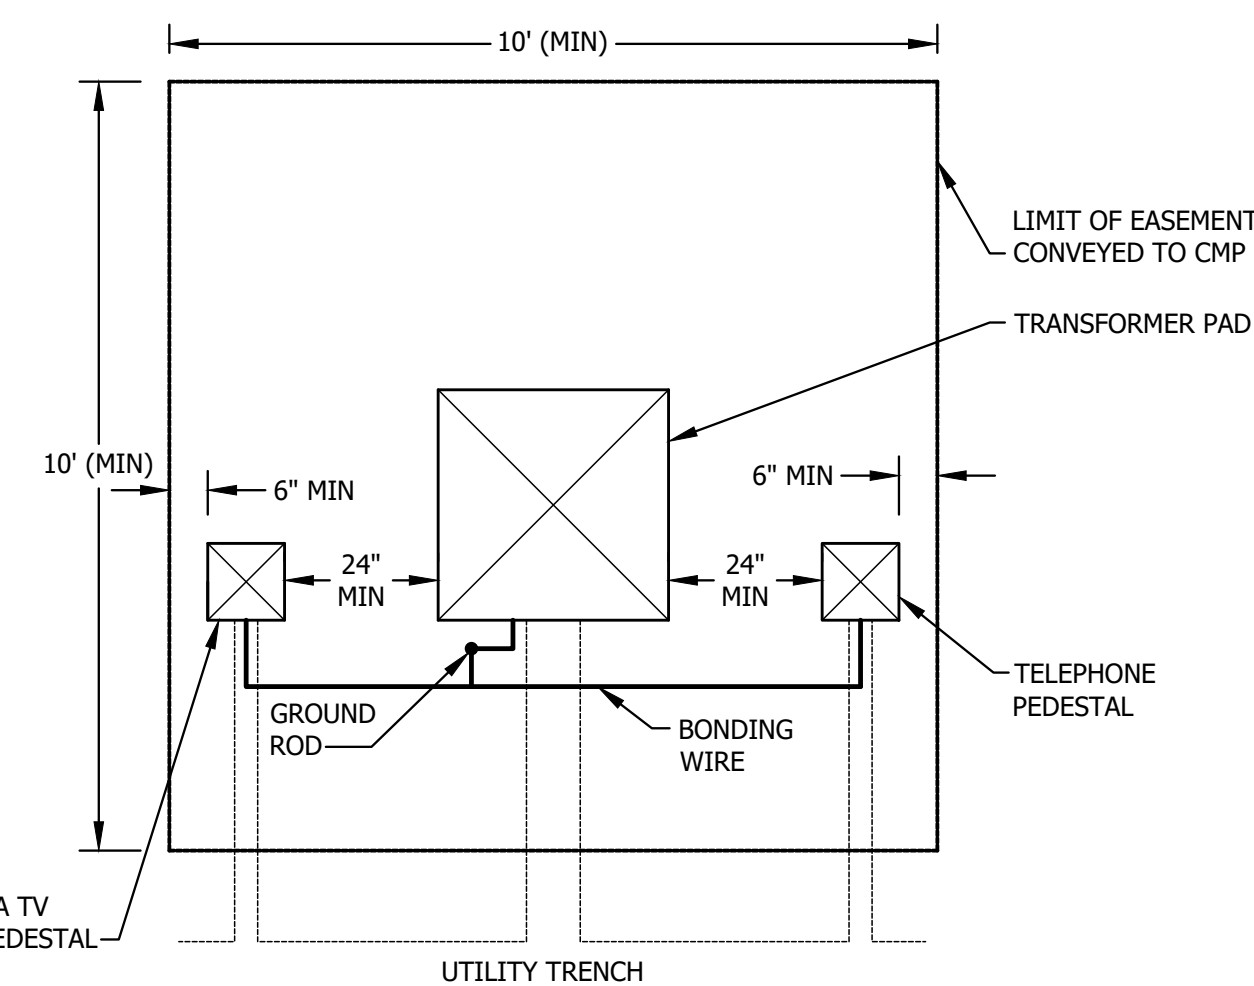 10' (MIN)
LIMIT OF EASEMENT
CONVEYED TO CMP
TRANSFORMER PAD
10' (MIN)
6" MIN
6" MIN
24"
MIN
24"
MIN
TELEPHONE
PEDESTAL
GROUND
ROD
BONDING
WIRE
TV
UTILITY TRENCH